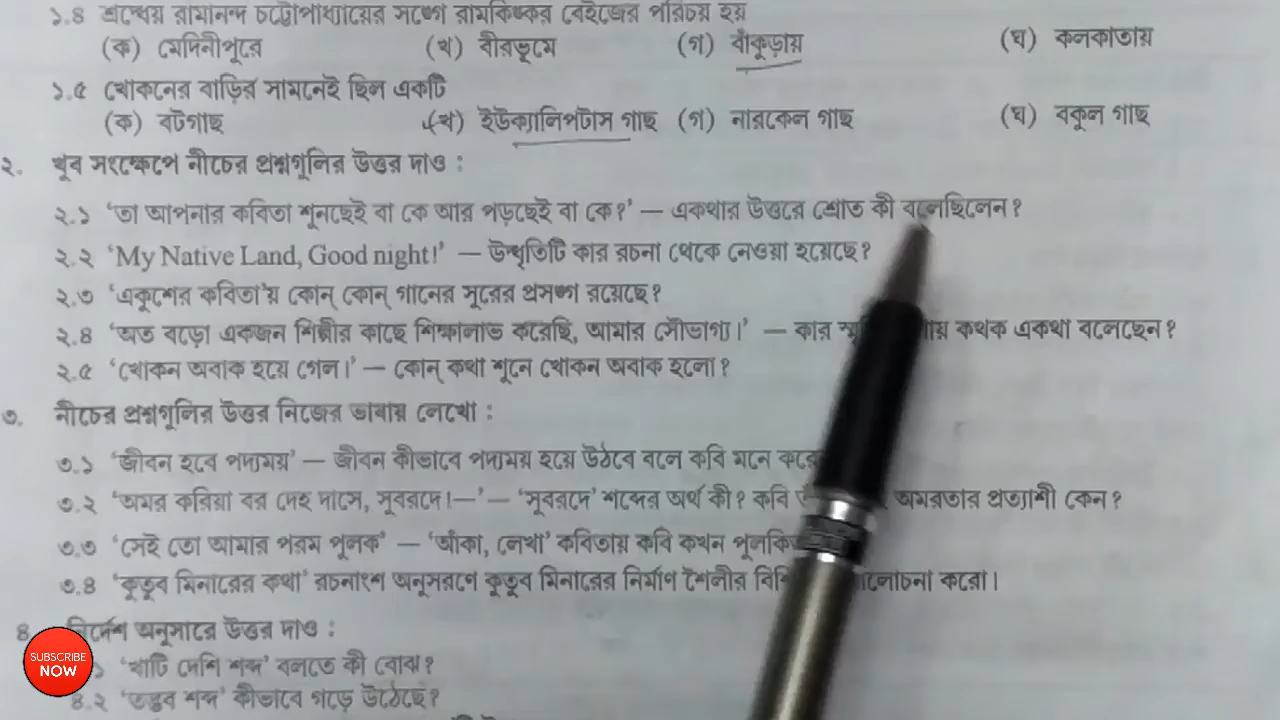 ১.৪ শ্রদ্ধেয় রামানন্দ চট্টোপাধ্যায়ের সঙ্গে রামকিঙ্কর বেইজের পরিচয় হয়
(ক) মেদিনীপুরে (খ) বীরভূমে (গ) বাঁকুড়ায় (ঘ) কলকাতায়
১.৫ খোকনের বাড়ির সামনেই ছিল একটি
(ক) বটগাছ (খ) ইউক্যালিপটাস গাছ (গ) নারকেল গাছ (ঘ) বকুল গাছ
২. খুব সংক্ষেপে নীচের প্রশ্নগুলির উত্তর দাও :
২.১ ‘তা আপনার কবিতা শুনছেই বা কে আর পড়ছেই বা কে?’ — একথার উত্তরে শ্রোতা কী বলেছিলেন?
২.২ ‘My Native Land, Good night!’ — উদ্ধৃতিটি কার রচনা থেকে নেওয়া হয়েছে?
২.৩ ‘একুশের কবিতা’য় কোন্ কোন্ গানের সুরের প্রসঙ্গ রয়েছে?
২.৪ ‘অত বড়ো একজন শিল্পীর কাছে শিক্ষালাভ করেছি, আমার সৌভাগ্য।’ — কার কথক একথা বলেছেন?
২.৫ ‘খোকন অবাক হয়ে গেল।’ — কোন্ কথা শুনে খোকন অবাক হলো?
৩. নীচের প্রশ্নগুলির উত্তর নিজের ভাষায় লেখো :
৩.১ ‘জীবন হবে পদ্যময়’ — জীবন কীভাবে পদ্যময় হয়ে উঠবে বলে কবি মনে
৩.২ ‘অমর করিয়া বর দেহ দাসে, সুবরদে।—’ — ‘সুবরদে’ শব্দের অর্থ কী? কবি অমরতার প্রত্যাশী কেন?
৩.৩ ‘সেই তো আমার পরম পুলক’ — ‘আঁকা, লেখা’ কবিতায় কবি কখন
৩.৪ ‘কুতুব মিনারের কথা’ রচনাংশ অনুসরণে কুতুব মিনারের নির্মাণ শৈলীর করো।
৪ নির্দেশ অনুসারে উত্তর দাও :
‘খাটি দেশি শব্দ’ বলতে কী বোঝ?
৪.২ ‘তদ্ভব শব্দ’ কীভাবে গড়ে উঠেছে?
SUBSCRIBE
NOW